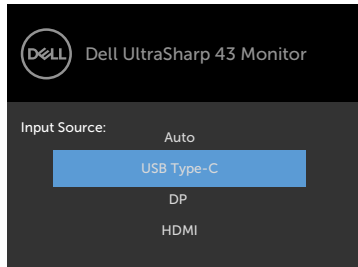 DELL
Dell UltraSharp 43 Monitor
Input Source:
Auto
USB Type-C
DP
HDMI